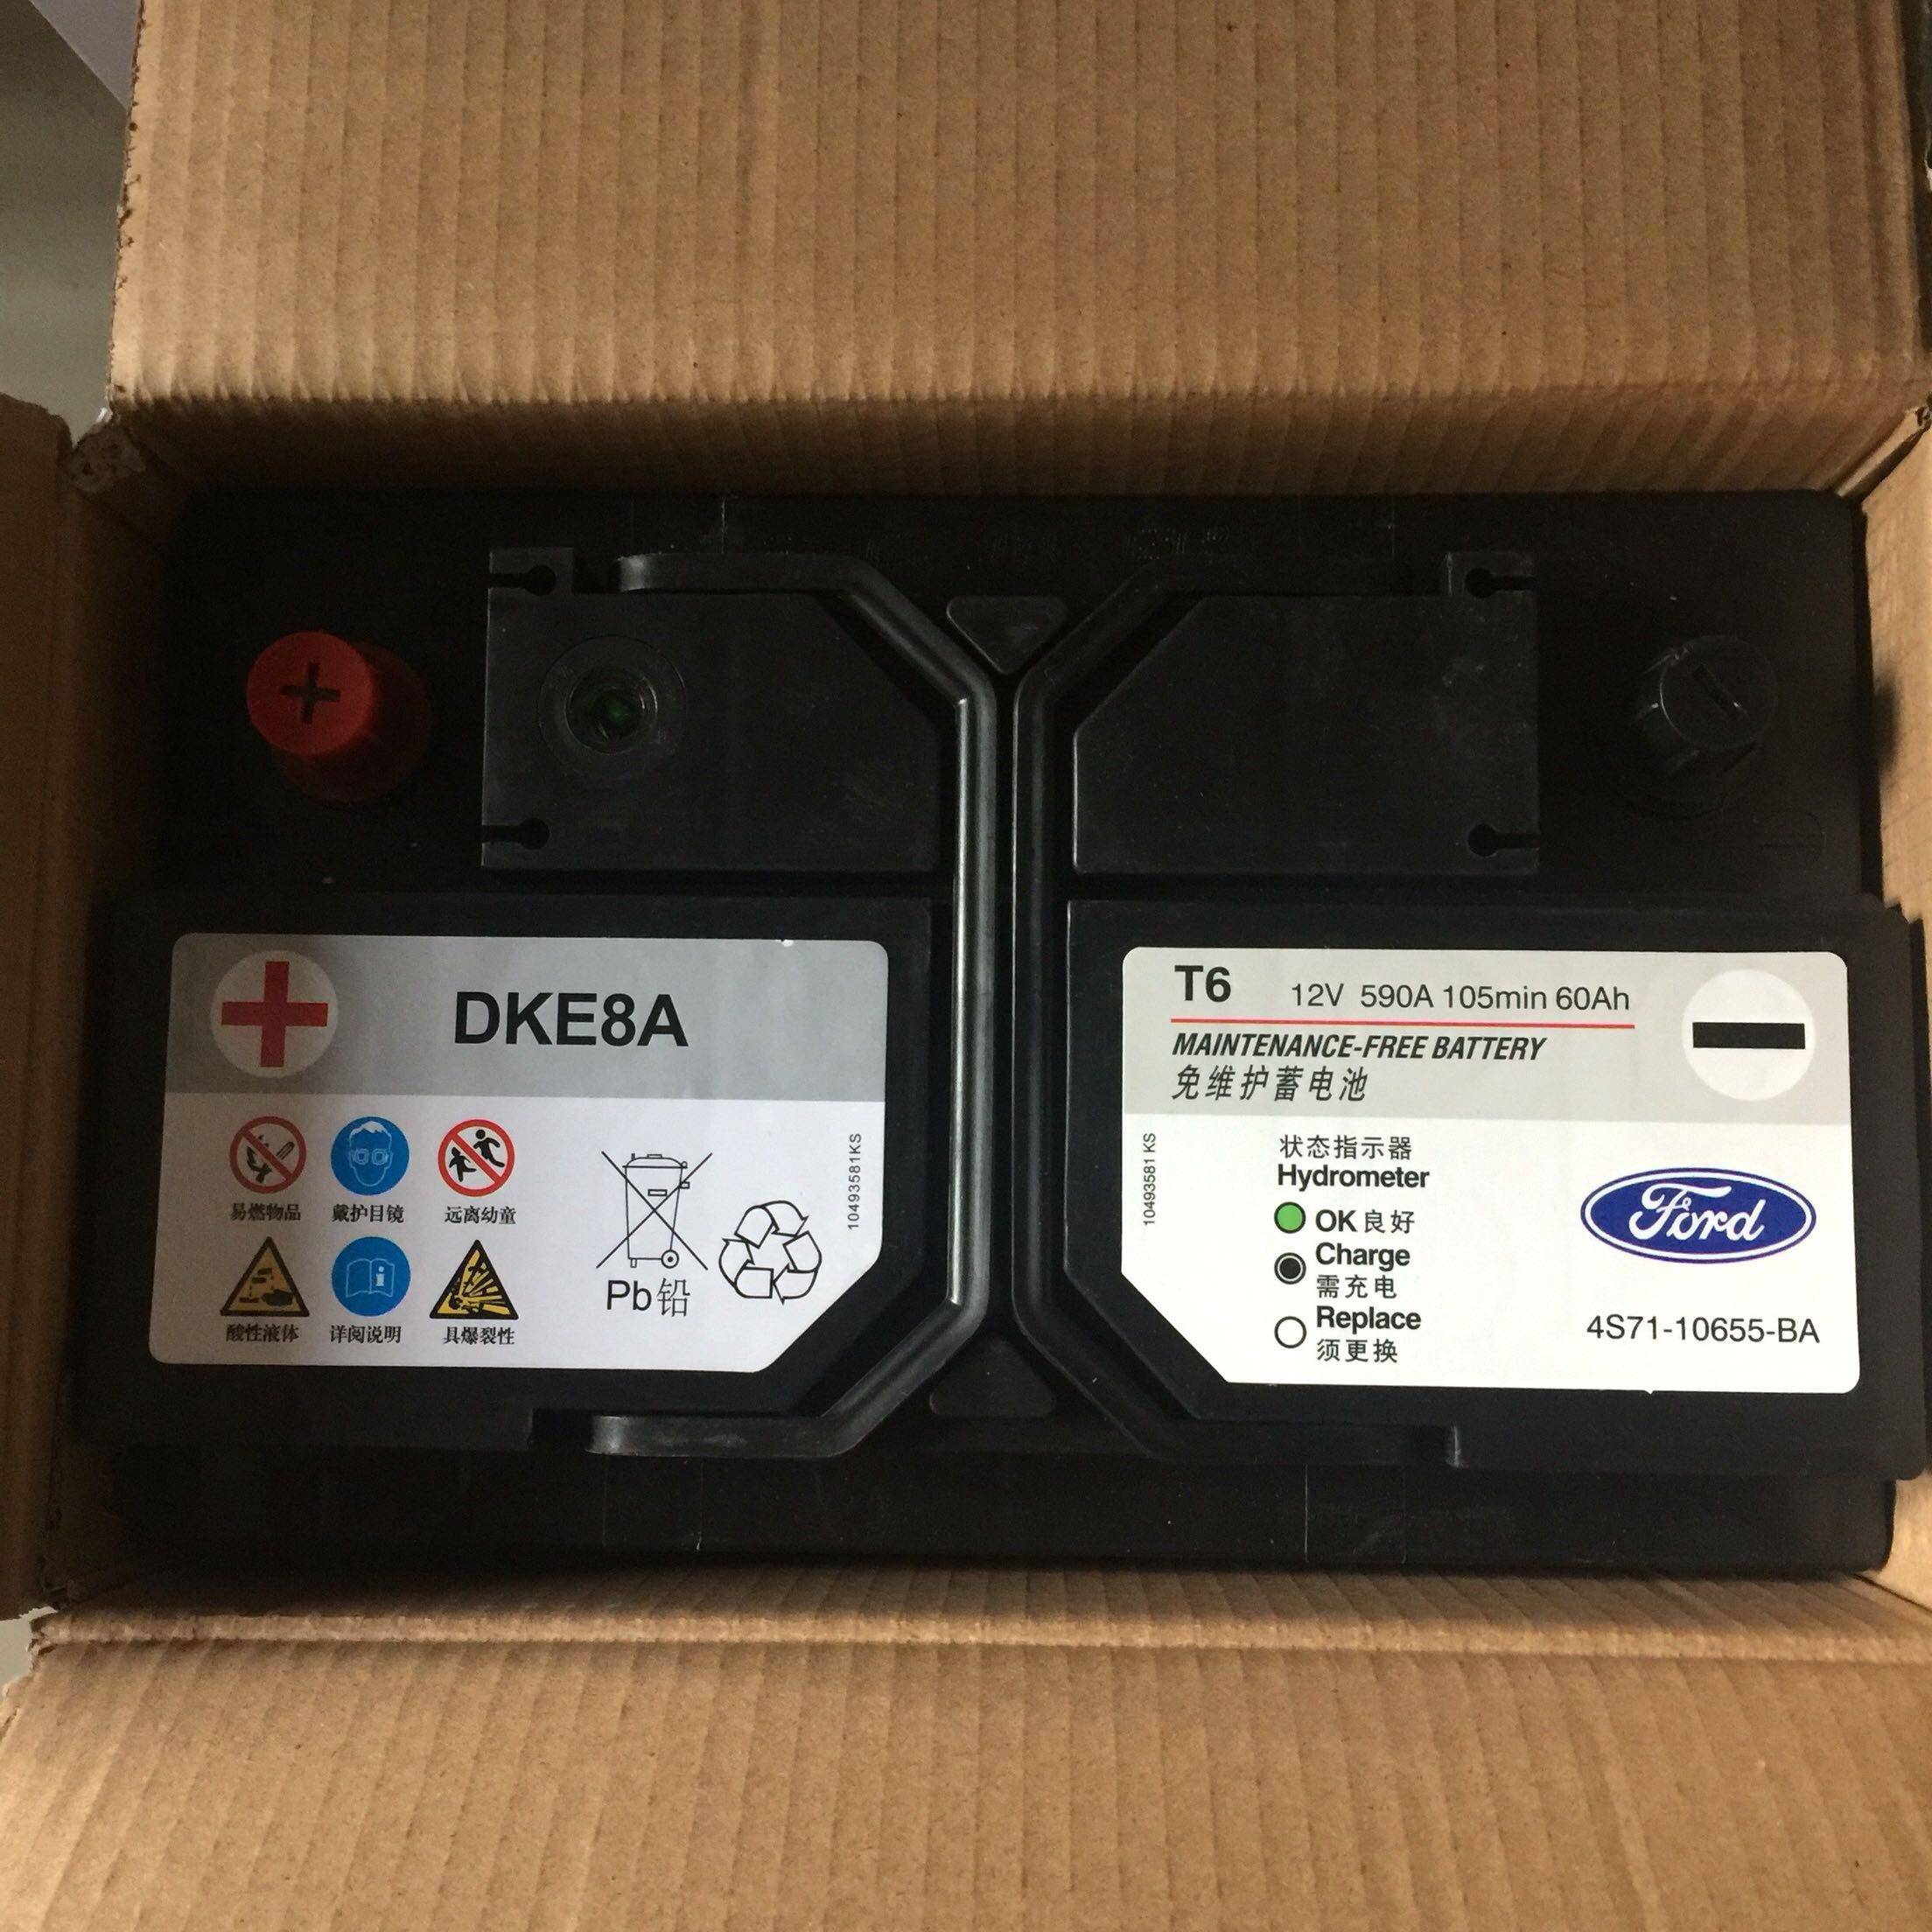 DKE8A
易燃物品
戴护目镜
远离幼童
酸性液体
详阅说明
具爆裂性
Pb铅
10493581KS
T6 12V 590A 105min 60Ah
MAINTENANCE-FREE BATTERY
免维护蓄电池
10493581 KS
状态指示器
Hydrometer
OK 良好
Charge
需充电
Replace
须更换
Ford
4S71-10655-BA